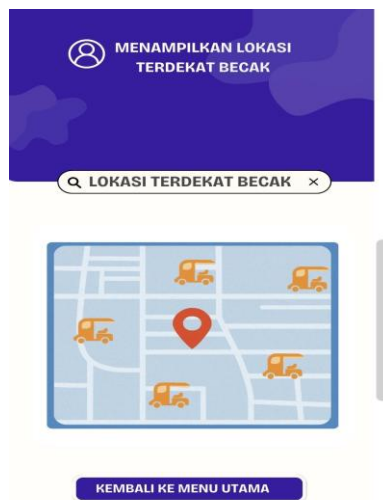 MENAMPILKAN LOKASI
TERDEKAT BECAK
LOKASI TERDEKAT BECAK ×
KEMBALI KE MENU UTAMA